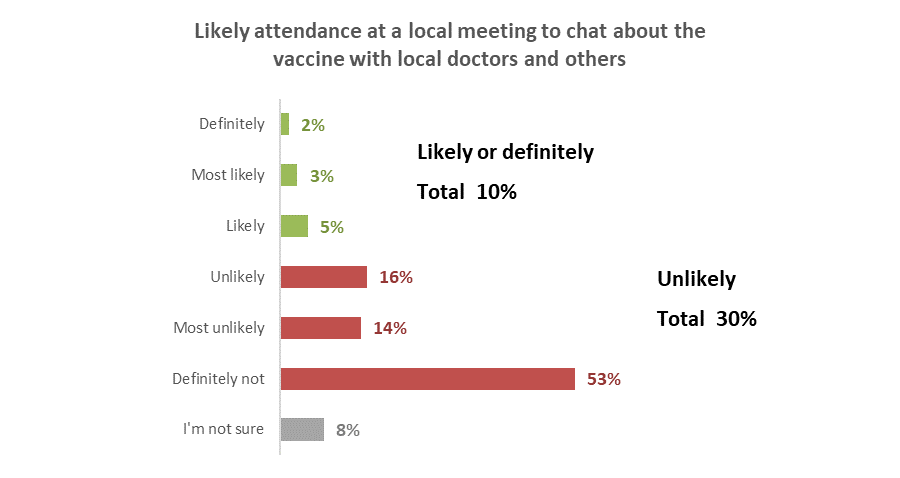 Likely attendance at a local meeting to chat about the
vaccine with local doctors and others
Definitely 2%
Most likely 3%
Likely 5%
Unlikely 16%
Most unlikely 14%
Definitely not 53%
I'm not sure 8%
Likely or definitely
Total 10%
Unlikely
Total 30%